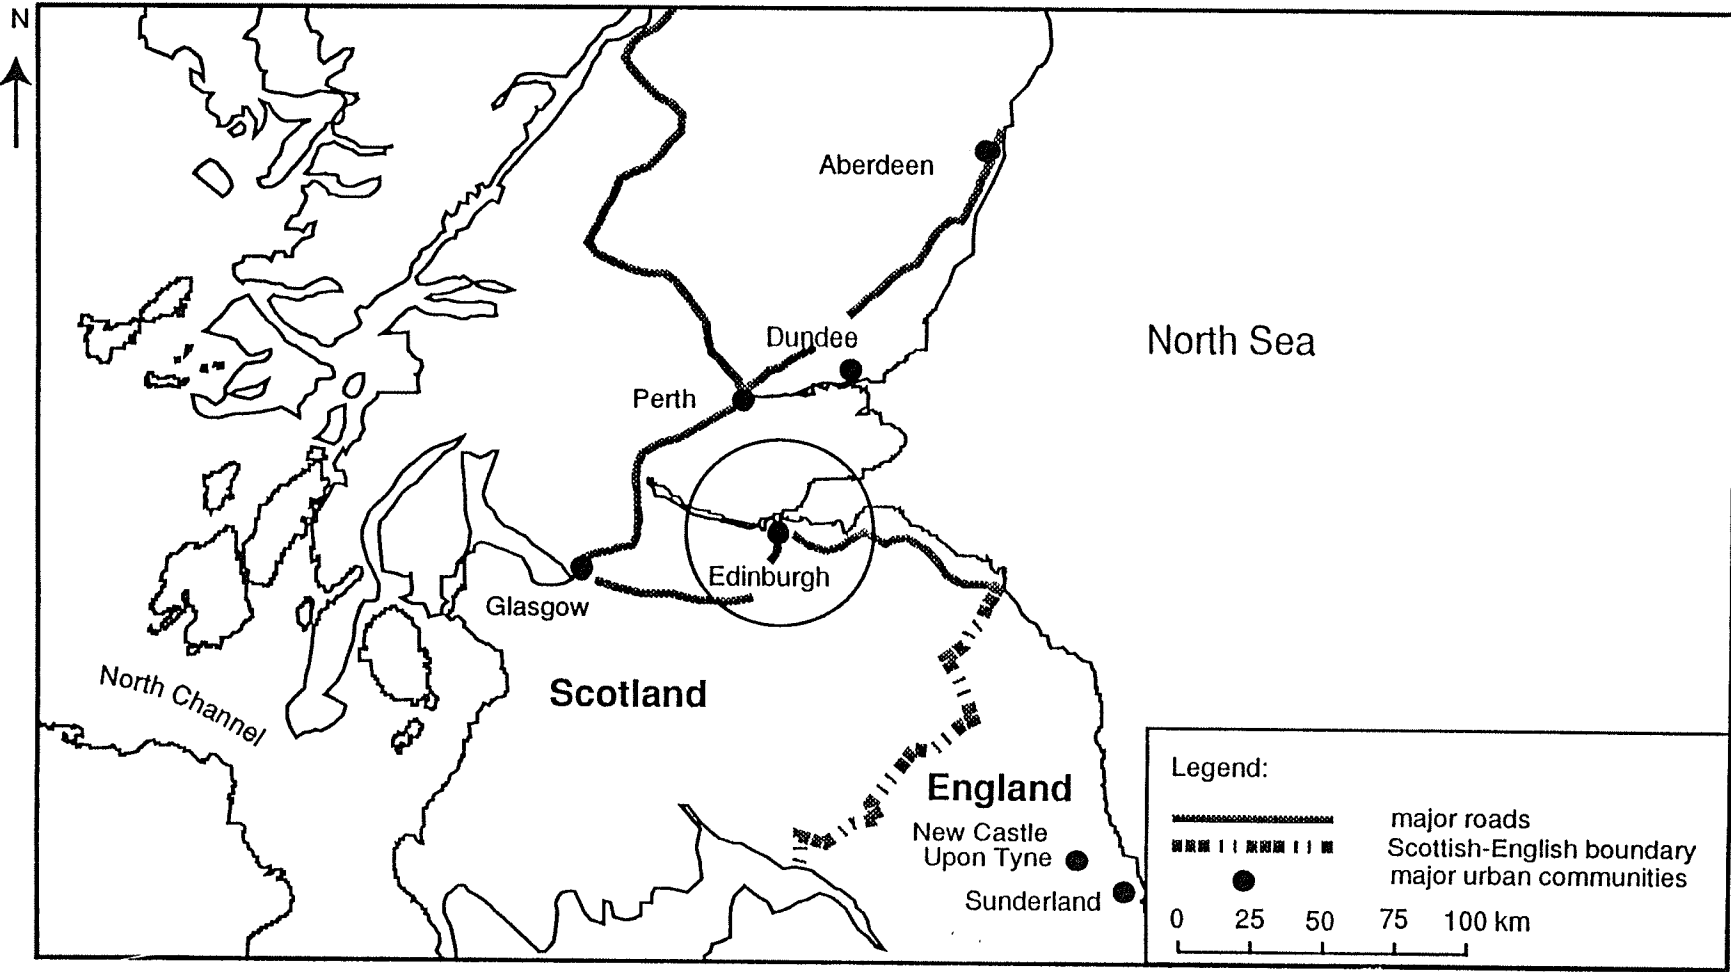 N
Aberdeen
Dundee
North Sea
Perth
Edinburgh
Glasgow
North Channel
Scotland
England
New Castle
Upon Tyne
Sunderland
Legend:
major roads
Scottish-English boundary
major urban communities
0 25 50 75 100 km